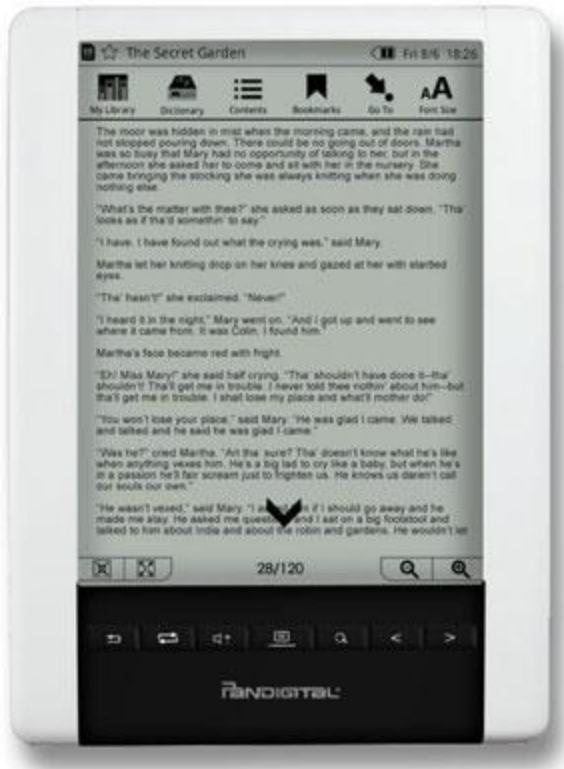 The Secret Garden
Fri 8/6 18:26
My Library Dictionary Contents Bookmarks Go To Font Size
The moor was hidden in mist when the morning came, and the rain had
not stopped pouring down. There could be no going out of doors. Martha
was so busy that Mary had no opportunity of talking to her, but in the
afternoon she asked her to come and sit with her in the nursery. She
came bringing the stocking she was always knitting when she was doing
nothing else.
"What's the matter with thee?" she asked as soon as they sat down. "Tha'
looks as if tha'd somethin' to say."
"I have. I have found out what the crying was," said Mary.
Martha let her knitting drop on her knee and gazed at her with startled
eyes.
"Tha' hasn't!" she exclaimed. "Never!"
"I heard it in the night," Mary went on. "And I got up and went to see
where it came from. It was Colin. I found him."
Martha's face became red with fright.
"Eh! Miss Mary!" she said half crying. "Tha' shouldn't have done it--tha'
shouldn't! Tha'll get me in trouble. I never told thee nothin' about him--but
tha'll get me in trouble. I shall lose my place and what'll mother do!"
"You won't lose your place," said Mary. "He was glad I came. We talked
and talked and he said he was glad I came."
"Was he?" cried Martha. "Art tha' sure? Tha' doesn't know what he's like
when anything vexes him. He's a big lad to cry like a baby, but when he's
in a passion he'll fair scream just to frighten us. He knows us daren't call
our souls our own."
"He wasn't vexed," said Mary. "I if I should go away and he
made me stay. He asked me and I sat on a big footstool and
talked to him about India and about the robin and gardens. He wouldn't let
28/120
PANDIGITAL